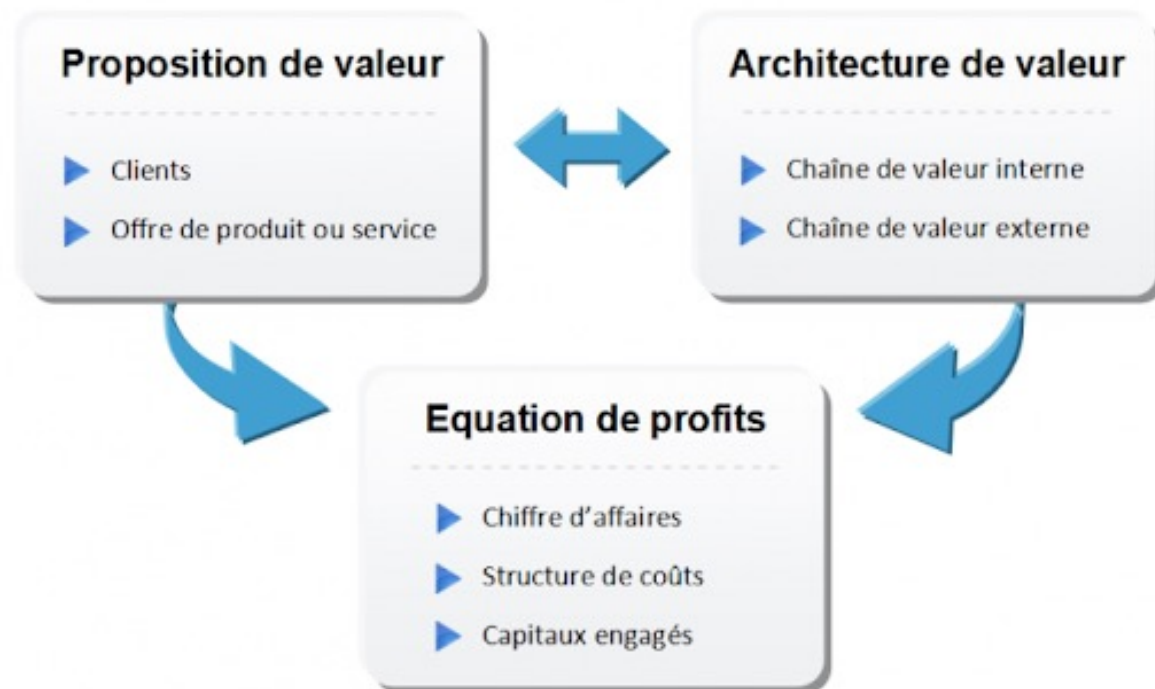 Proposition de valeur
Clients
Offre de produit ou service
Architecture de valeur
Chaîne de valeur interne
Chaîne de valeur externe
Equation de profits
Chiffre d'affaires
Structure de coûts
Capitaux engagés